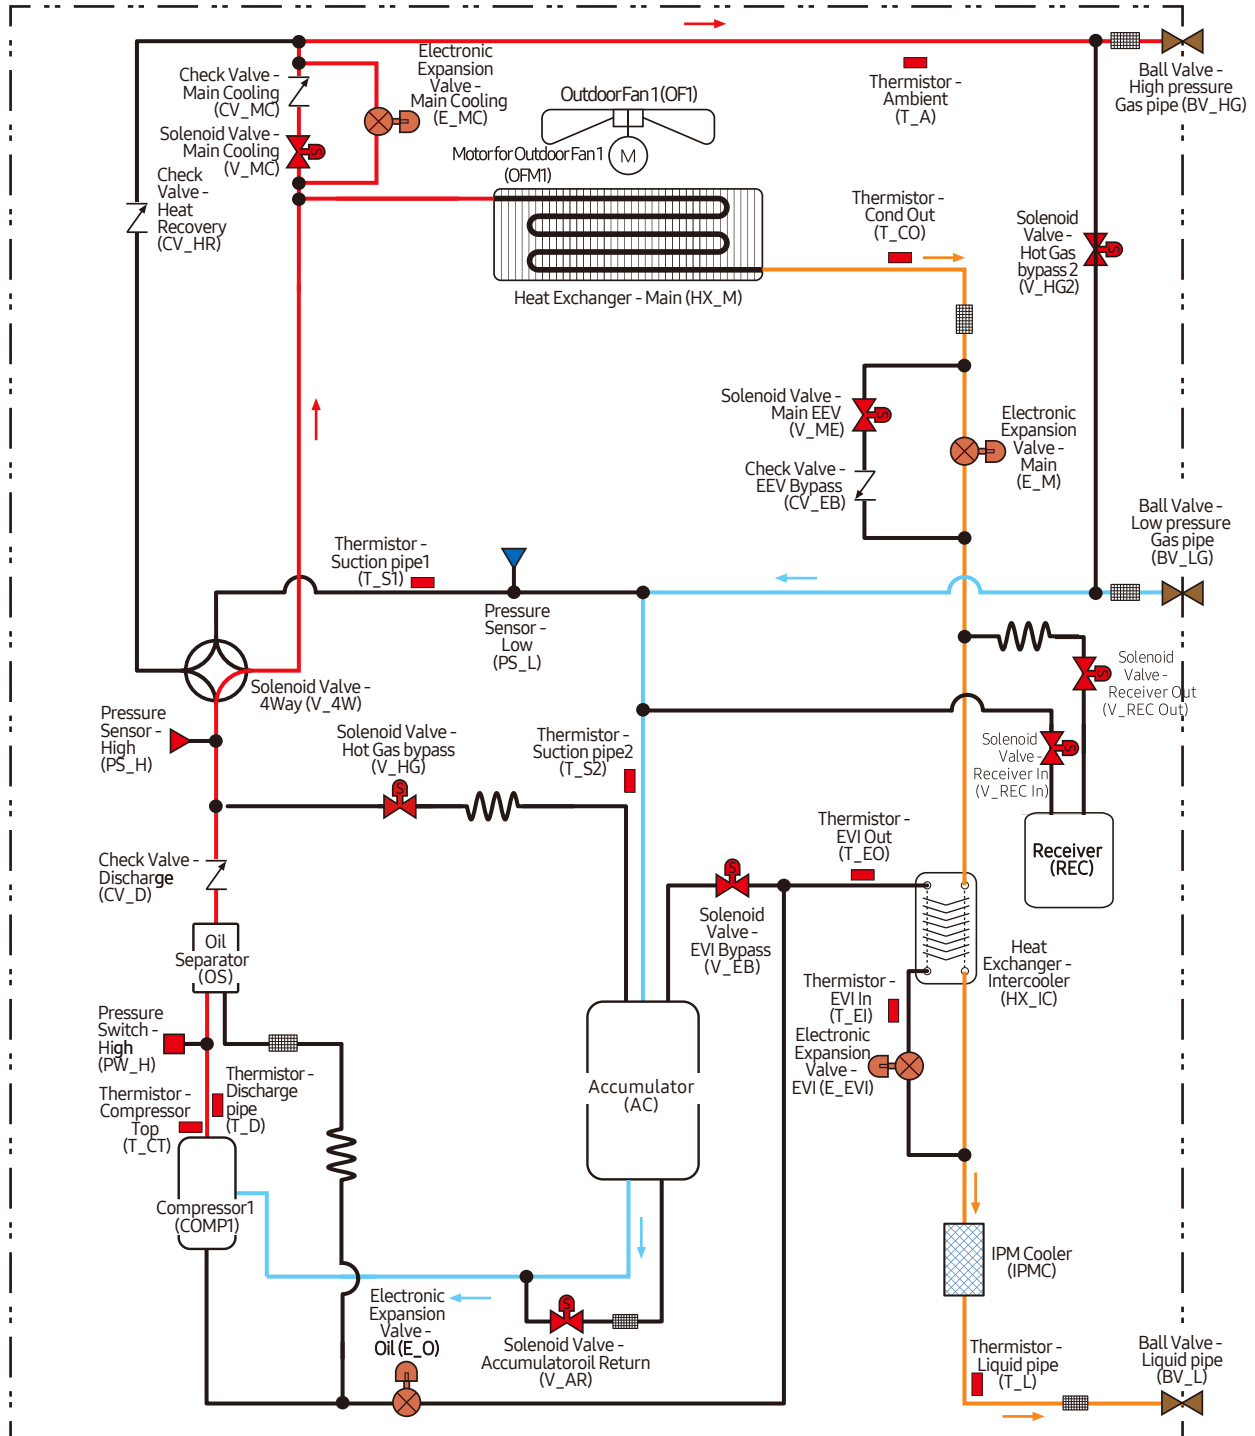 Electronic
Expansion
Valve -
Main Cooling
(E_MC)
Check Valve -
Main Cooling
(CV_MC)
Solenoid Valve -
Main Cooling
(V_MC)
S
Check
Valve -
Heat
Recovery
(CV_HR)
Outdoor Fan 1 (OF1)
M
Motor for Outdoor Fan 1
(OFM1)
Heat Exchanger - Main (HX_M)
Thermistor -
Ambient
(T_A)
Ball Valve -
High pressure
Gas pipe (BV_HG)
Thermistor -
Cond Out
(T_CO)
Solenoid
Valve -
Hot Gas
bypass 2
(V_HG2)
S
Solenoid Valve -
Main EEV
(V_ME)
S
Check Valve -
EEV Bypass
(CV_EB)
Electronic
Expansion
Valve -
Main
(E_M)
Ball Valve -
Low pressure
Gas pipe
(BV_LG)
Thermistor -
Suction pipe1
(T_S1)
Pressure
Sensor -
Low
(PS_L)
Solenoid Valve -
4Way (V_4W)
Pressure
Sensor -
High
(PS_H)
Solenoid Valve -
Hot Gas bypass
(V_HG)
S
Thermistor -
Suction pipe2
(T_S2)
Solenoid
Valve -
Receiver Out
(V_REC Out)
S
Solenoid
Valve -
Receiver In
(V_REC In)
S
Receiver
(REC)
Thermistor -
EVI Out
(T_EO)
Check Valve -
Discharge
(CV_D)
Oil
Separator
(OS)
S
Solenoid
Valve -
EVI Bypass
(V_EB)
Heat
Exchanger -
Intercooler
(HX_IC)
Thermistor -
EVI In
(T_EI)
Electronic
Expansion
Valve -
EVI (E_EVI)
Pressure
Switch -
High
(PW_H)
Thermistor -
Discharge
pipe
(T_D)
Thermistor -
Compressor
Top
(T_CT)
Accumulator
(AC)
Compressor1
(COMP1)
IPM Cooler
(IPMC)
Electronic
Expansion
Valve -
Oil (E_O)
S
Solenoid Valve -
Accumulatoroil Return
(V_AR)
Thermistor -
Liquid pipe
(T_L)
Ball Valve -
Liquid pipe
(BV_L)